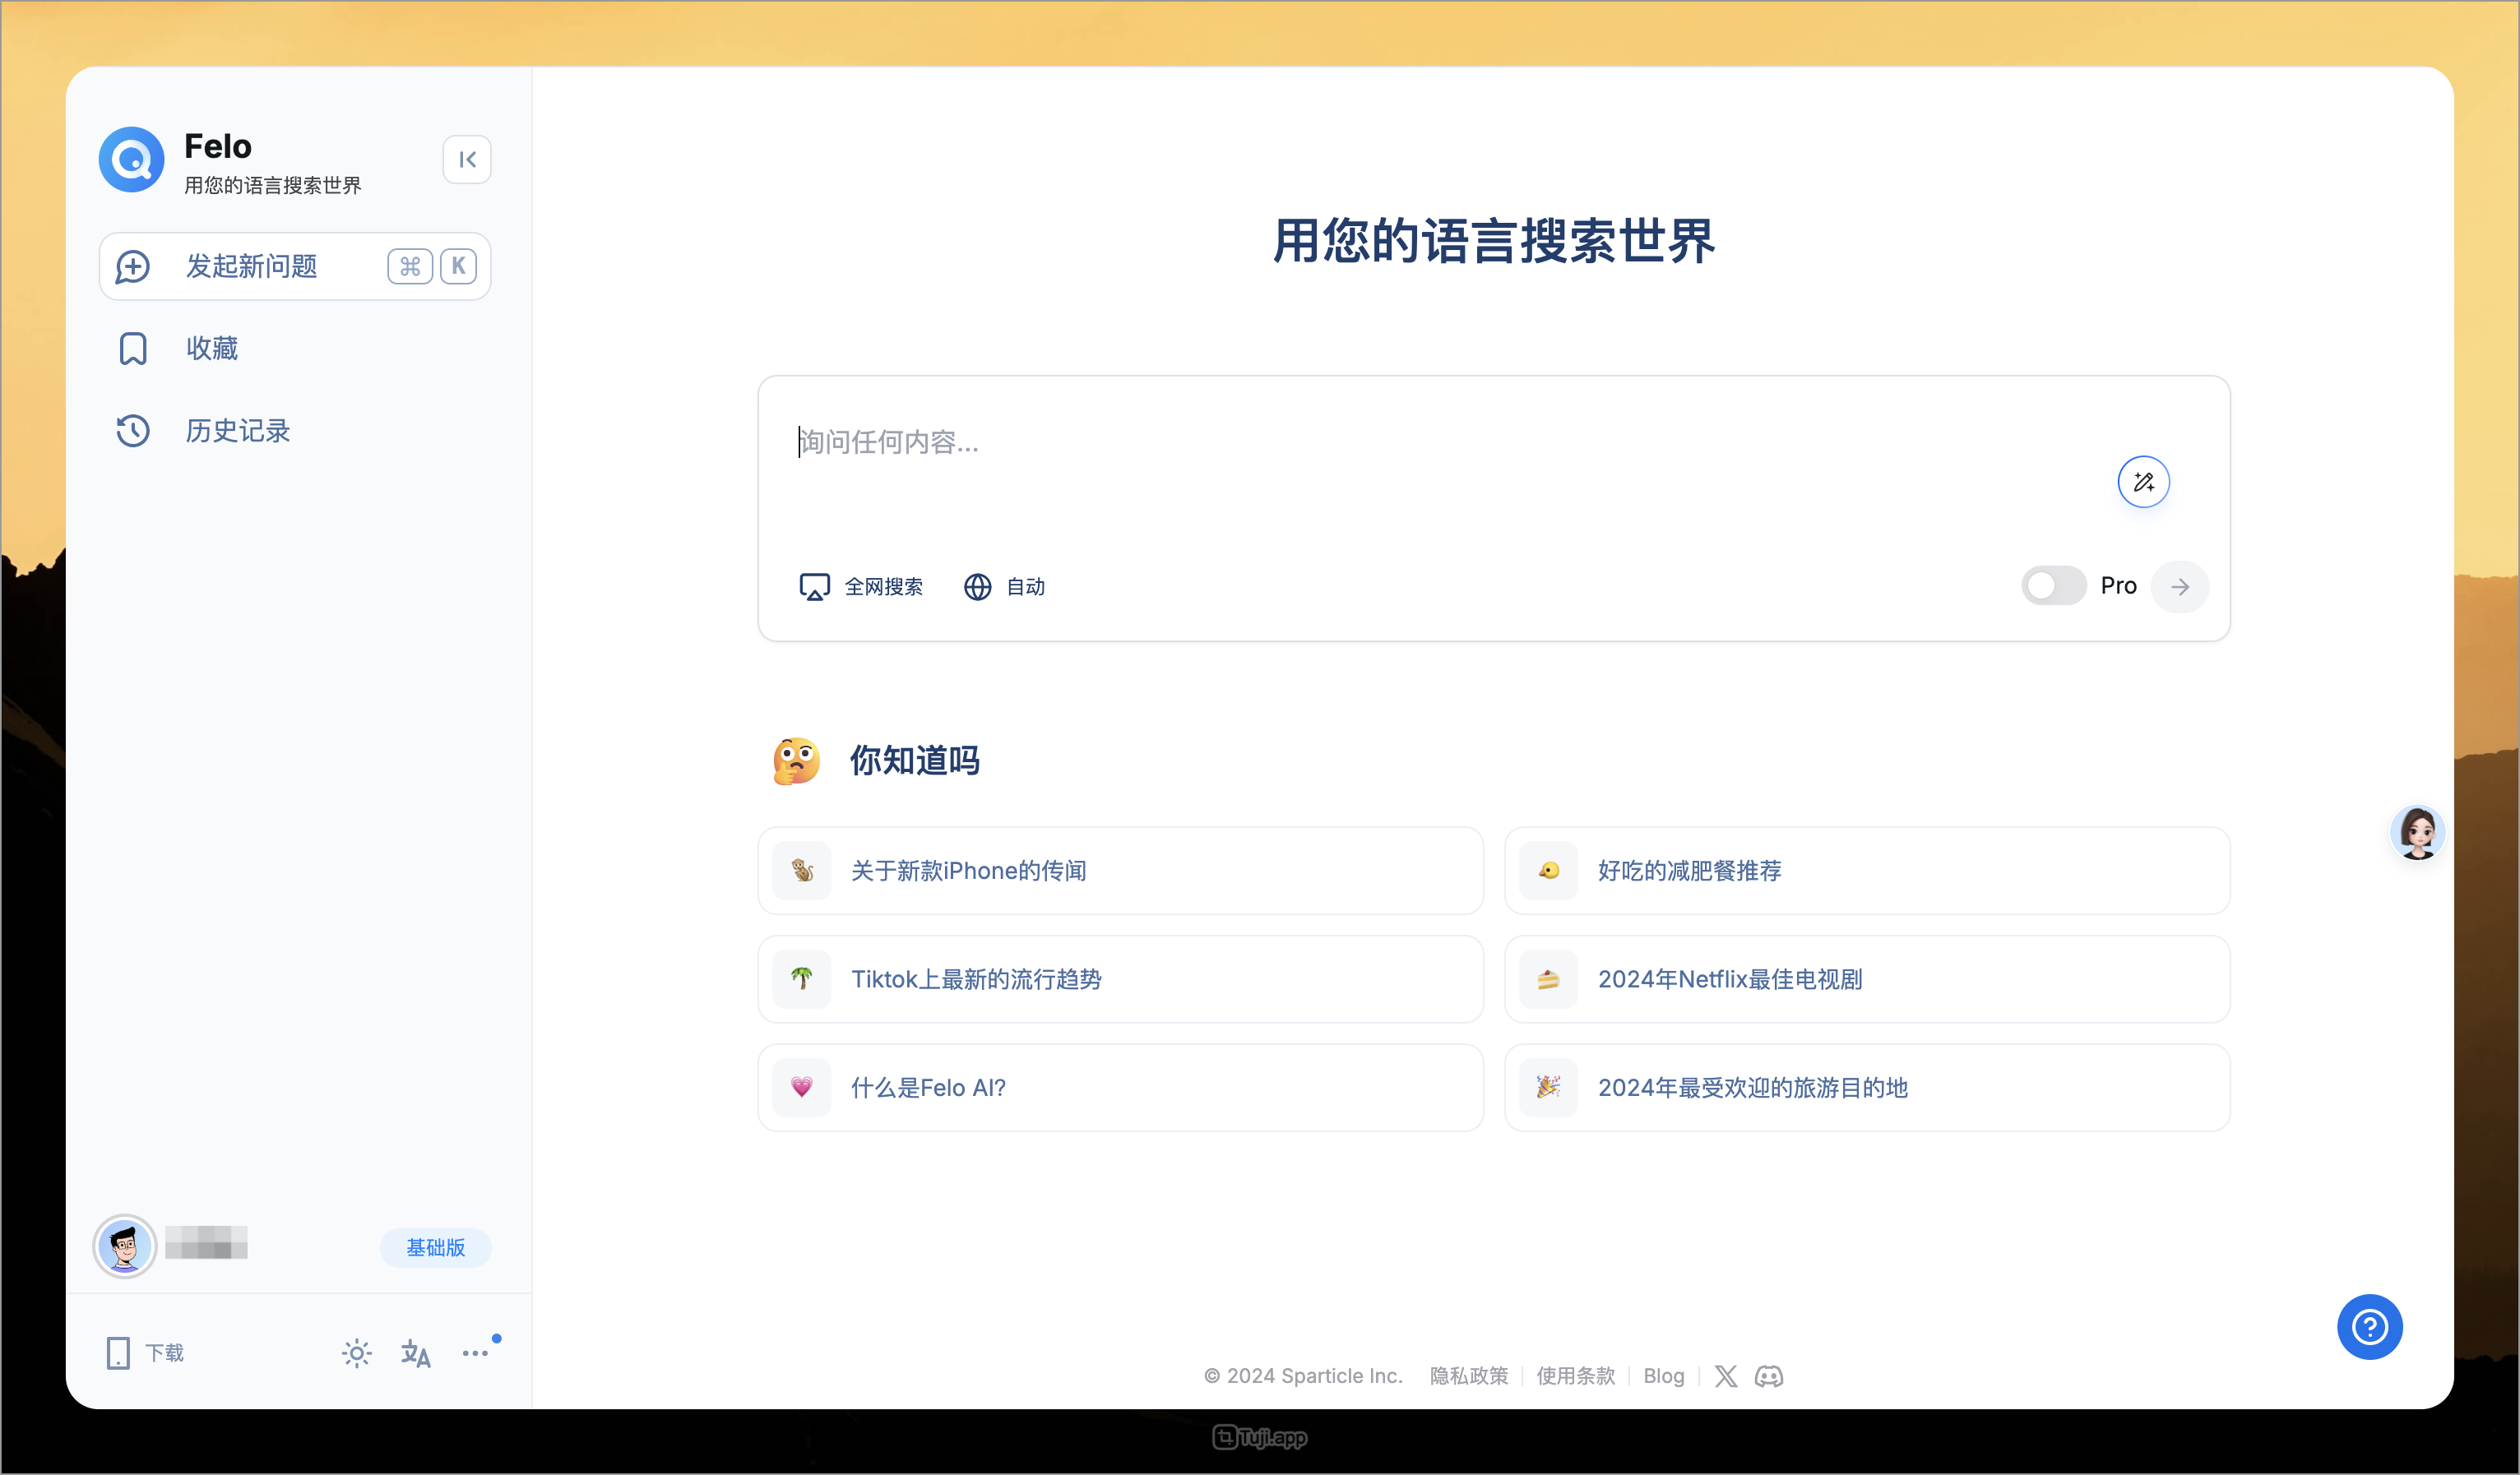 Felo
用您的语言搜索世界
发起新问题 ⌘ K
收藏
历史记录
基础版
下载
用您的语言搜索世界
询问任何内容...
全网搜索 自动 Pro
你知道吗
关于新款iPhone的传闻
好吃的减肥餐推荐
Tiktok上最新的流行趋势
2024年Netflix最佳电视剧
什么是Felo AI?
2024年最受欢迎的旅游目的地
© 2024 Sparticle Inc. 隐私政策 使用条款 Blog
Tuji.app